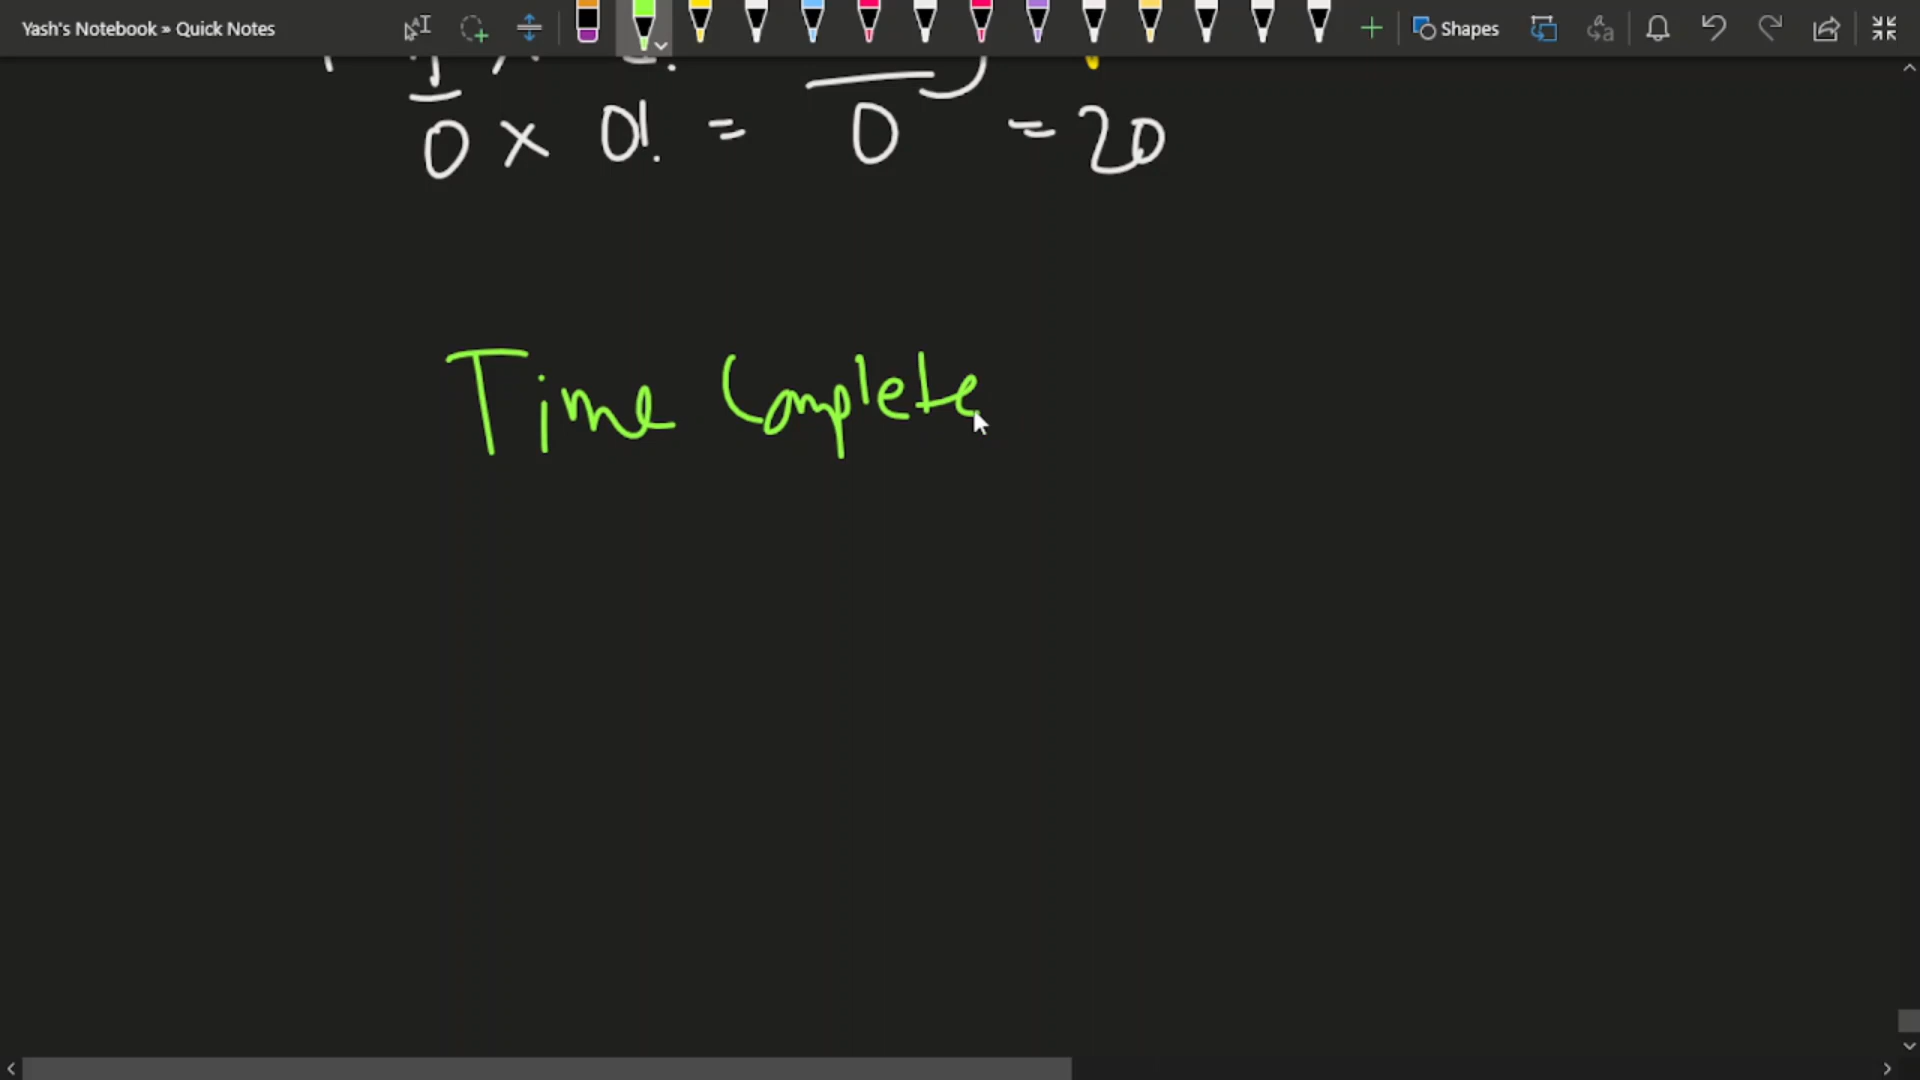 Yash's Notebook » Quick Notes
Shapes
0 × 0! = 0 = 20
Time Complete